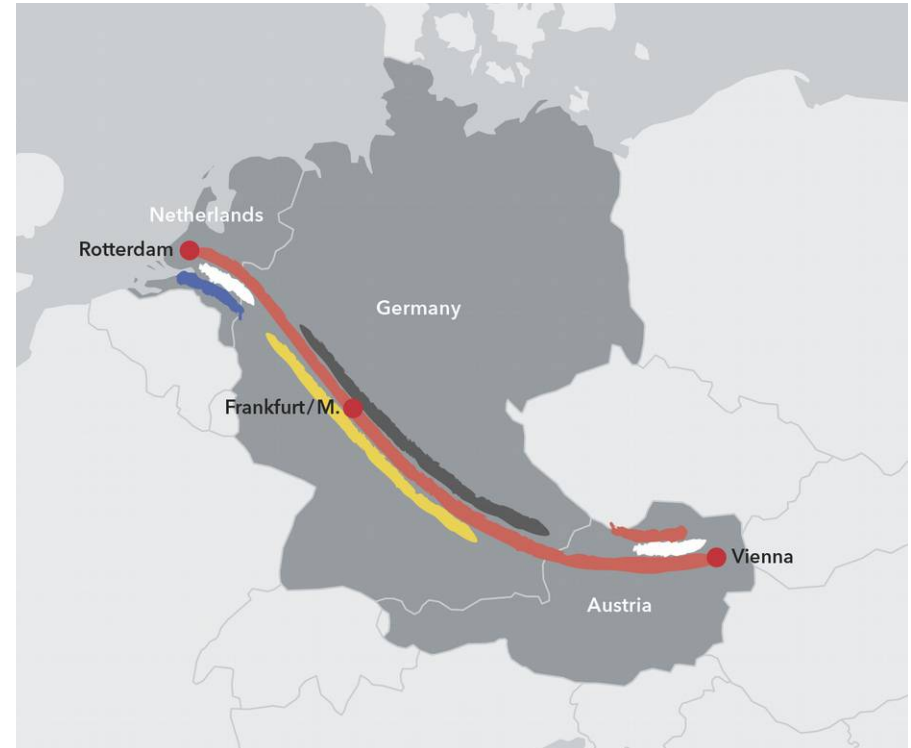 Netherlands
Rotterdam
Germany
Frankfurt/M.
Vienna
Austria